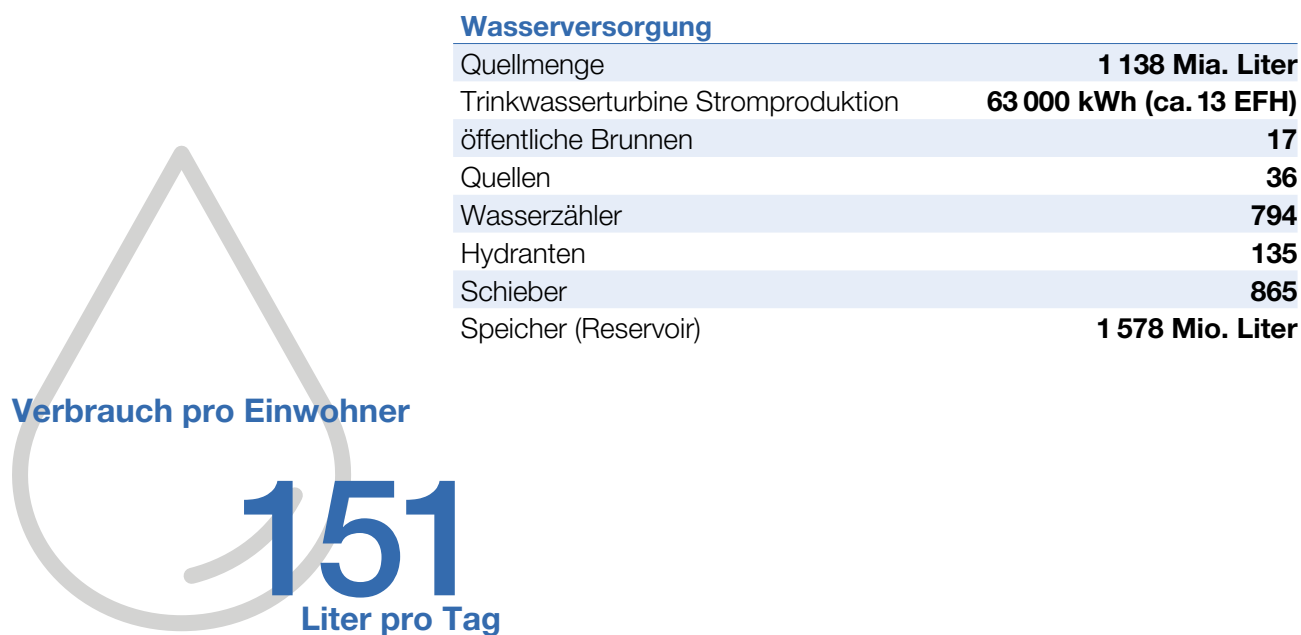 Wasserversorgung
Quellmenge 1 138 Mia. Liter
Trinkwasserturbine Stromproduktion 63 000 kWh (ca. 13 EFH)
öffentliche Brunnen 17
Quellen 36
Wasserzähler 794
Hydranten 135
Schieber 865
Speicher (Reservoir) 1 578 Mio. Liter
Verbrauch pro Einwohner
151
Liter pro Tag